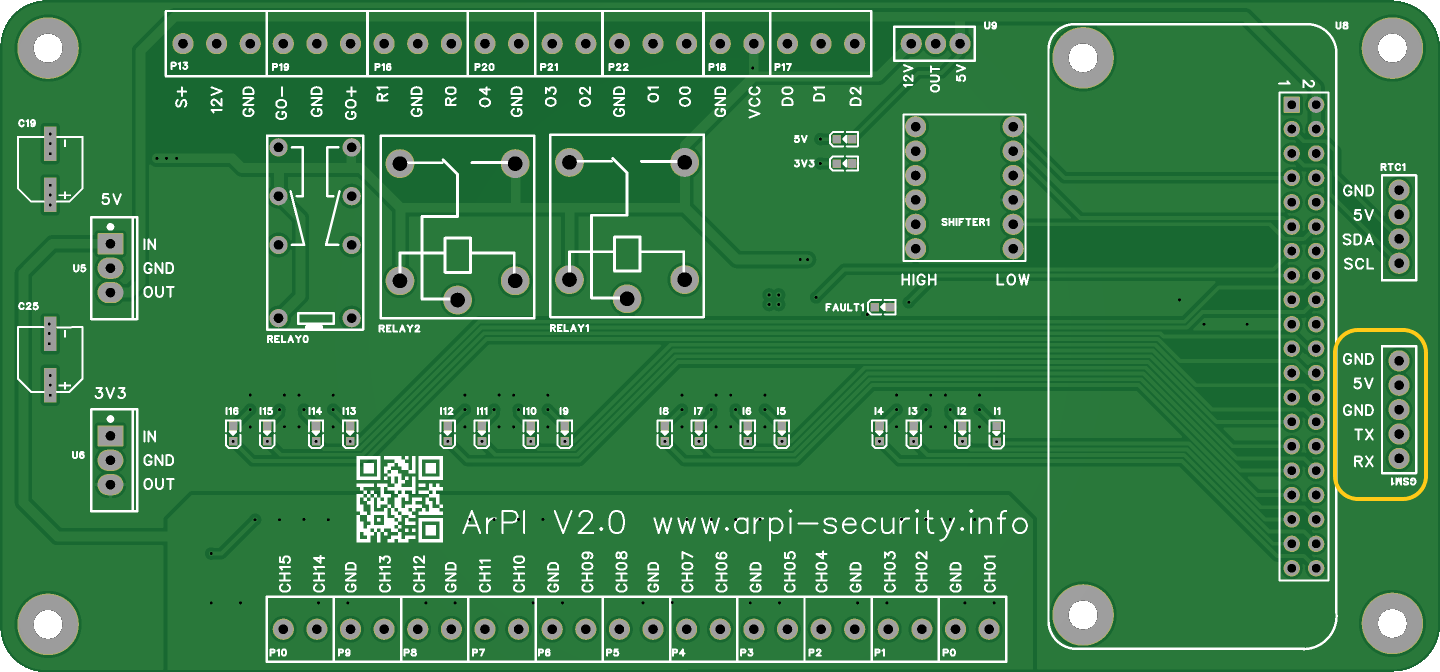 U9
U8
P13 P19 P16 P20 P21 P22 P18 P17
S+ 12V GND GO- GND GO+ R1 GND R0 O4 GND O3 O2 GND O1 O0 GND VCC D0 D1 D2
12V OUT 5V
1 2
C19
- +
5V
3V3
SHIFTER1
HIGH LOW
RTC1
GND
5V
SDA
SCL
5V
IN
U5 GND
OUT
C25
- +
FAULT1
RELAY0 RELAY2 RELAY1
GND
5V
GND
TX
RX
GSM1
3V3
IN
U6 GND
OUT
I16 I15 I14 I13 I12 I11 I10 I9 I8 I7 I6 I5 I4 I3 I2 I1
ArPI V2.0 www.arpi-security.info
CH15 CH14 GND CH13 CH12 GND CH11 CH10 GND CH09 CH08 GND CH07 CH06 GND CH05 CH04 GND CH03 CH02 GND CH01
P10 P9 P8 P7 P6 P5 P4 P3 P2 P1 P0